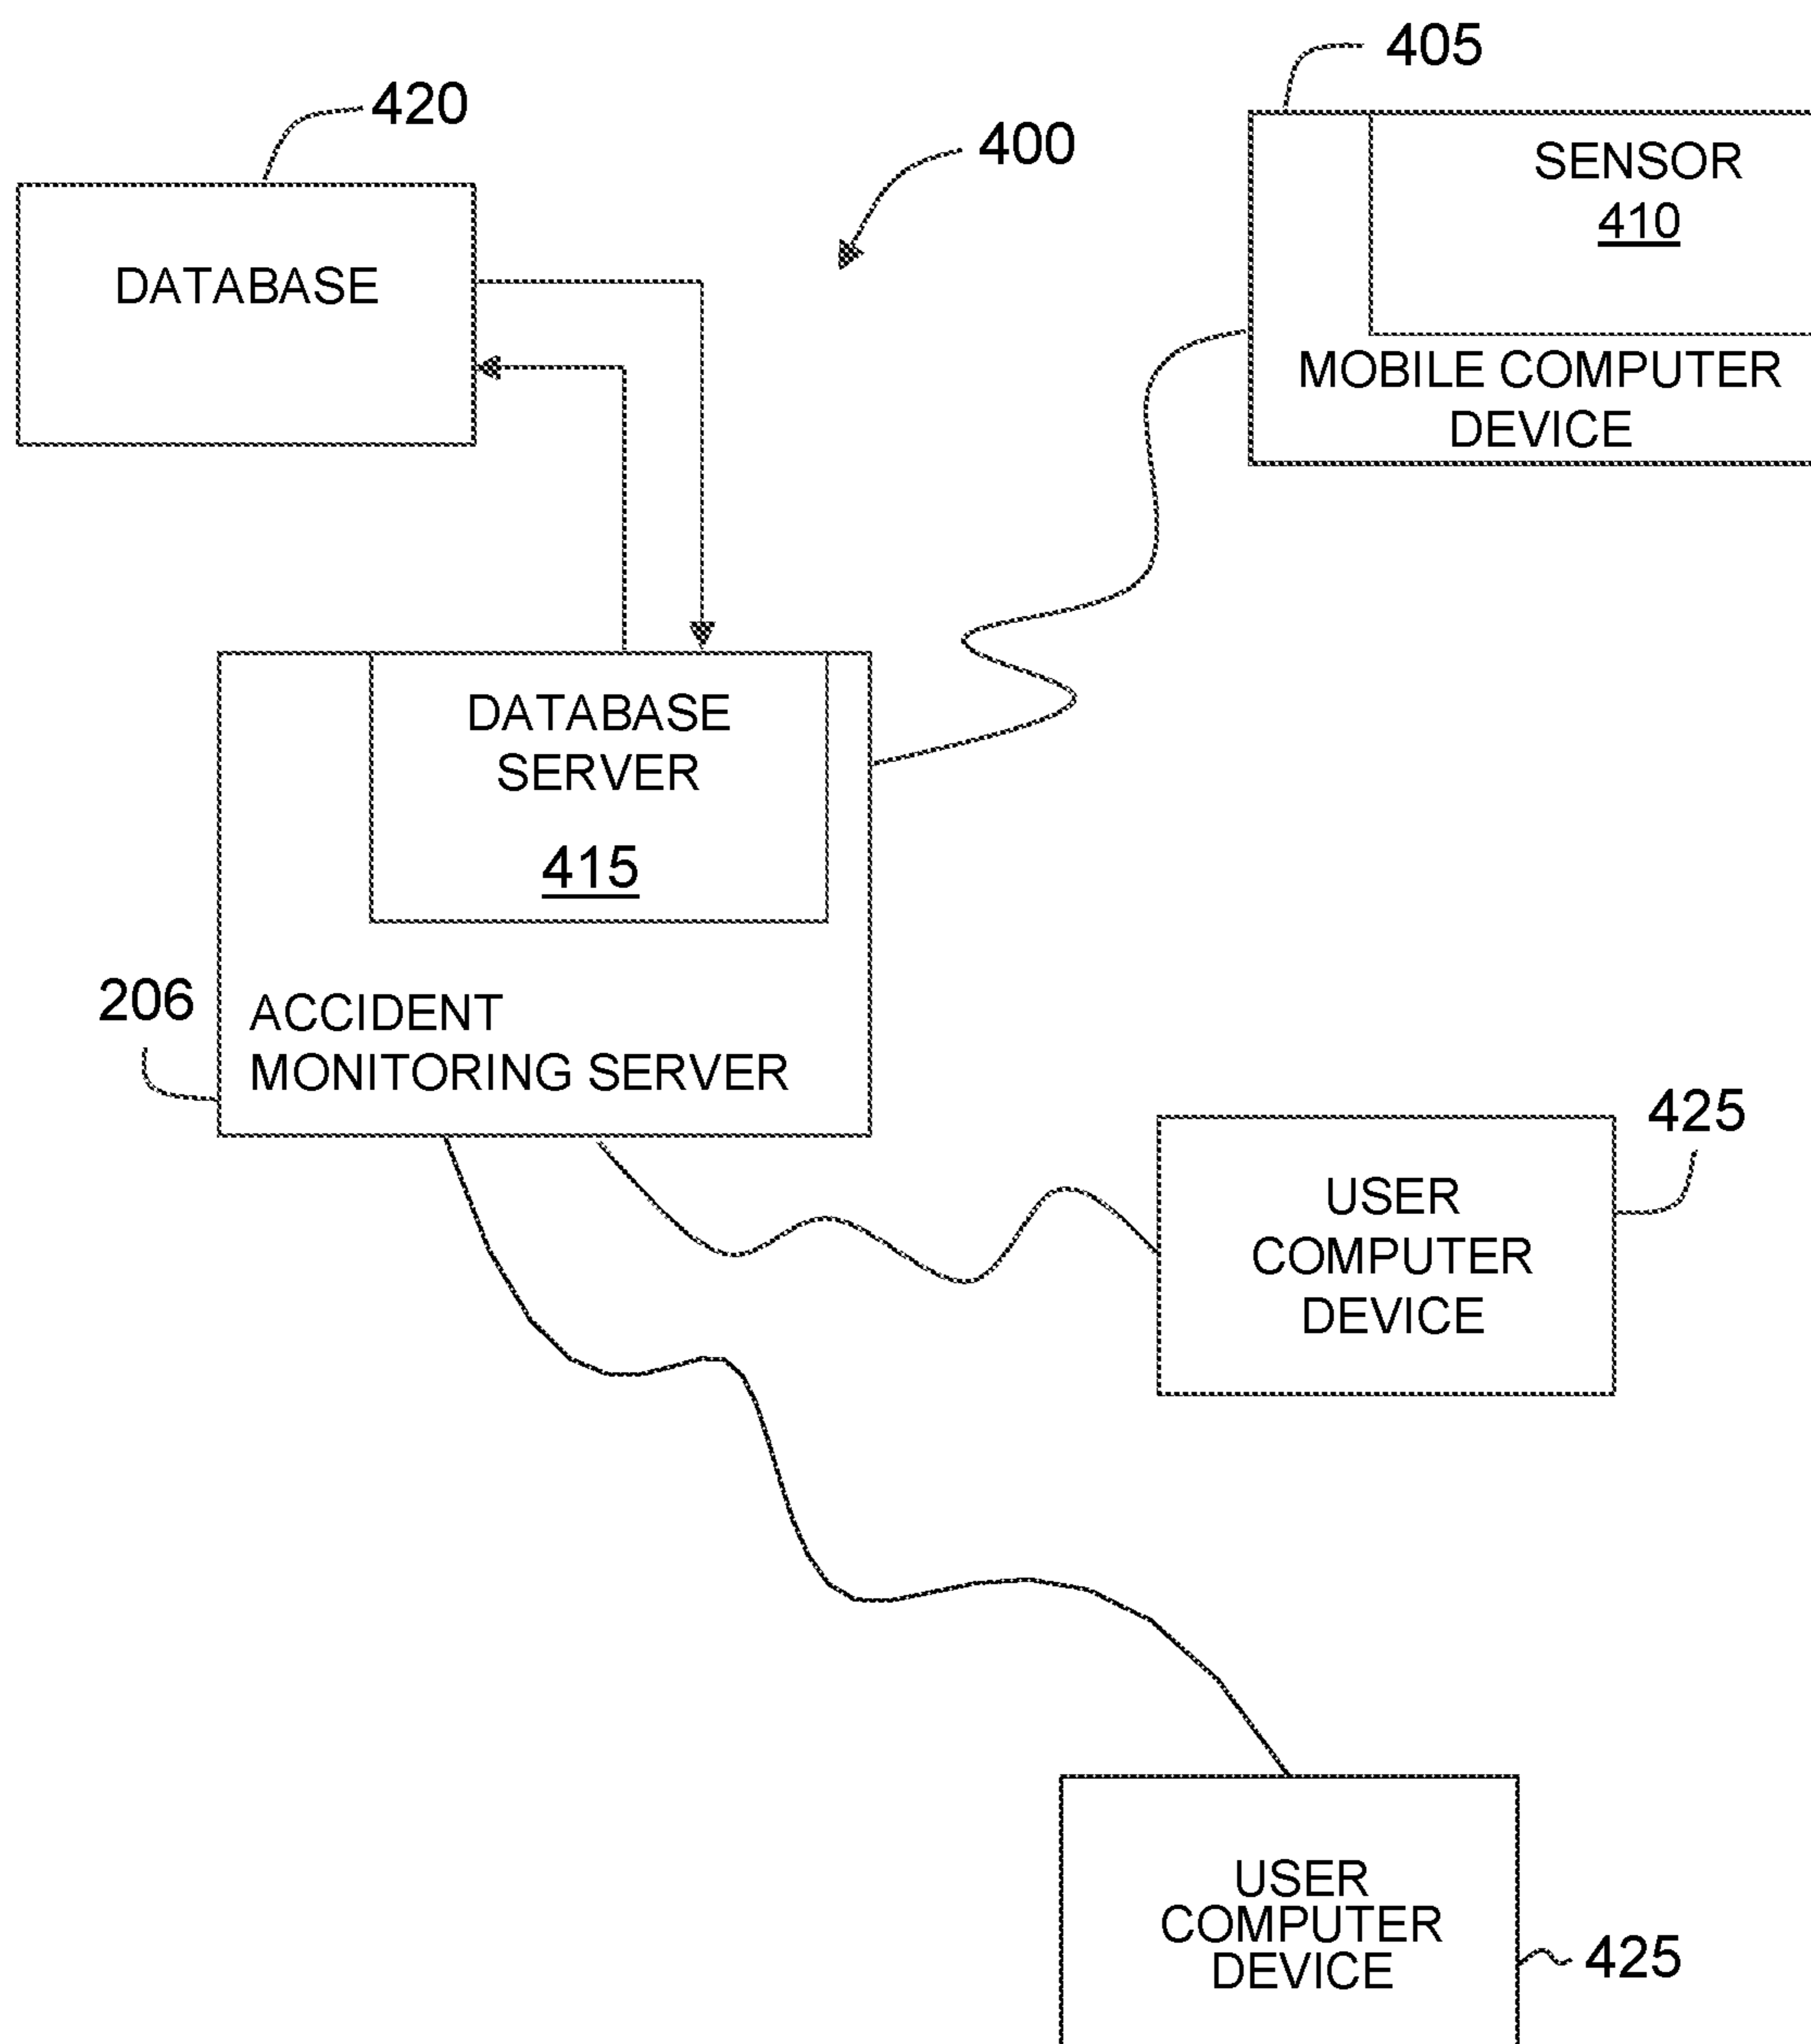 405
420
400
SENSOR
410
DATABASE
MOBILE COMPUTER
DEVICE
DATABASE
SERVER
415
206
ACCIDENT
MONITORING SERVER
425
USER
COMPUTER
DEVICE
USER
COMPUTER
DEVICE
425